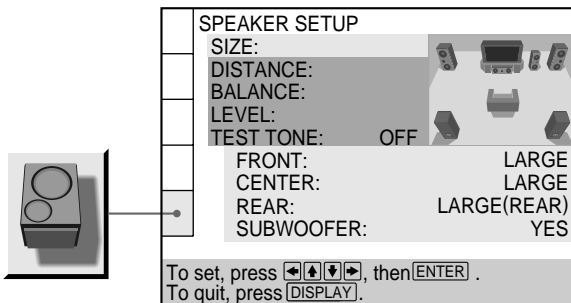 SPEAKER SETUP
SIZE:
DISTANCE:
BALANCE:
LEVEL:
TEST TONE: OFF
FRONT: LARGE
CENTER: LARGE
REAR: LARGE(REAR)
SUBWOOFER: YES
To set, press ←↑↓→, then ENTER .
To quit, press DISPLAY.